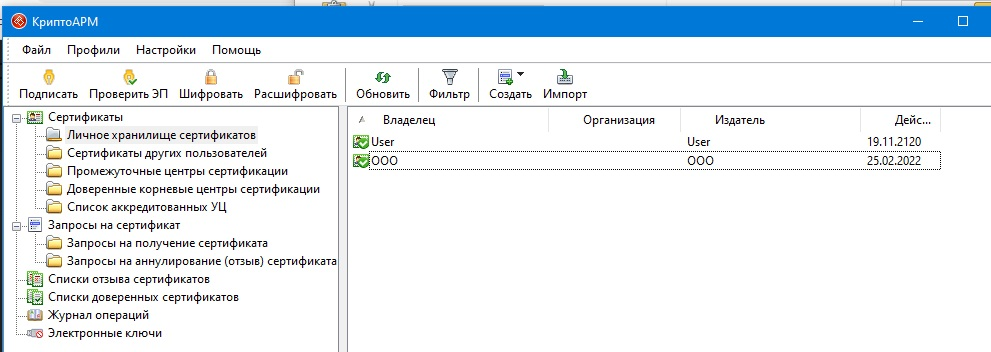 КриптоАРМ
Файл Профили Настройки Помощь
Подписать Проверить ЭП Шифровать Расшифровать Обновить Фильтр Создать Импорт
Сертификаты
Личное хранилище сертификатов
Сертификаты других пользователей
Промежуточные центры сертификации
Доверенные корневые центры сертификации
Список аккредитованных УЦ
Запросы на сертификат
Запросы на получение сертификата
Запросы на аннулирование (отзыв) сертификата
Списки отзыва сертификатов
Списки доверенных сертификатов
Журнал операций
Электронные ключи
Владелец Организация Издатель Дейс...
User User 19.11.2120
ООО ООО 25.02.2022